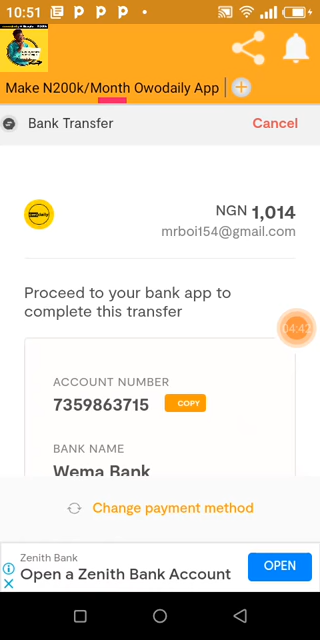 10:51
Make N200k/Month Owodaily App
Bank Transfer
Cancel
NGN 1,014
mrboi154@gmail.com
Proceed to your bank app to
complete this transfer
04:42
ACCOUNT NUMBER
7359863715
COPY
BANK NAME
Wema Bank
Change payment method
Zenith Bank
Open a Zenith Bank Account
OPEN